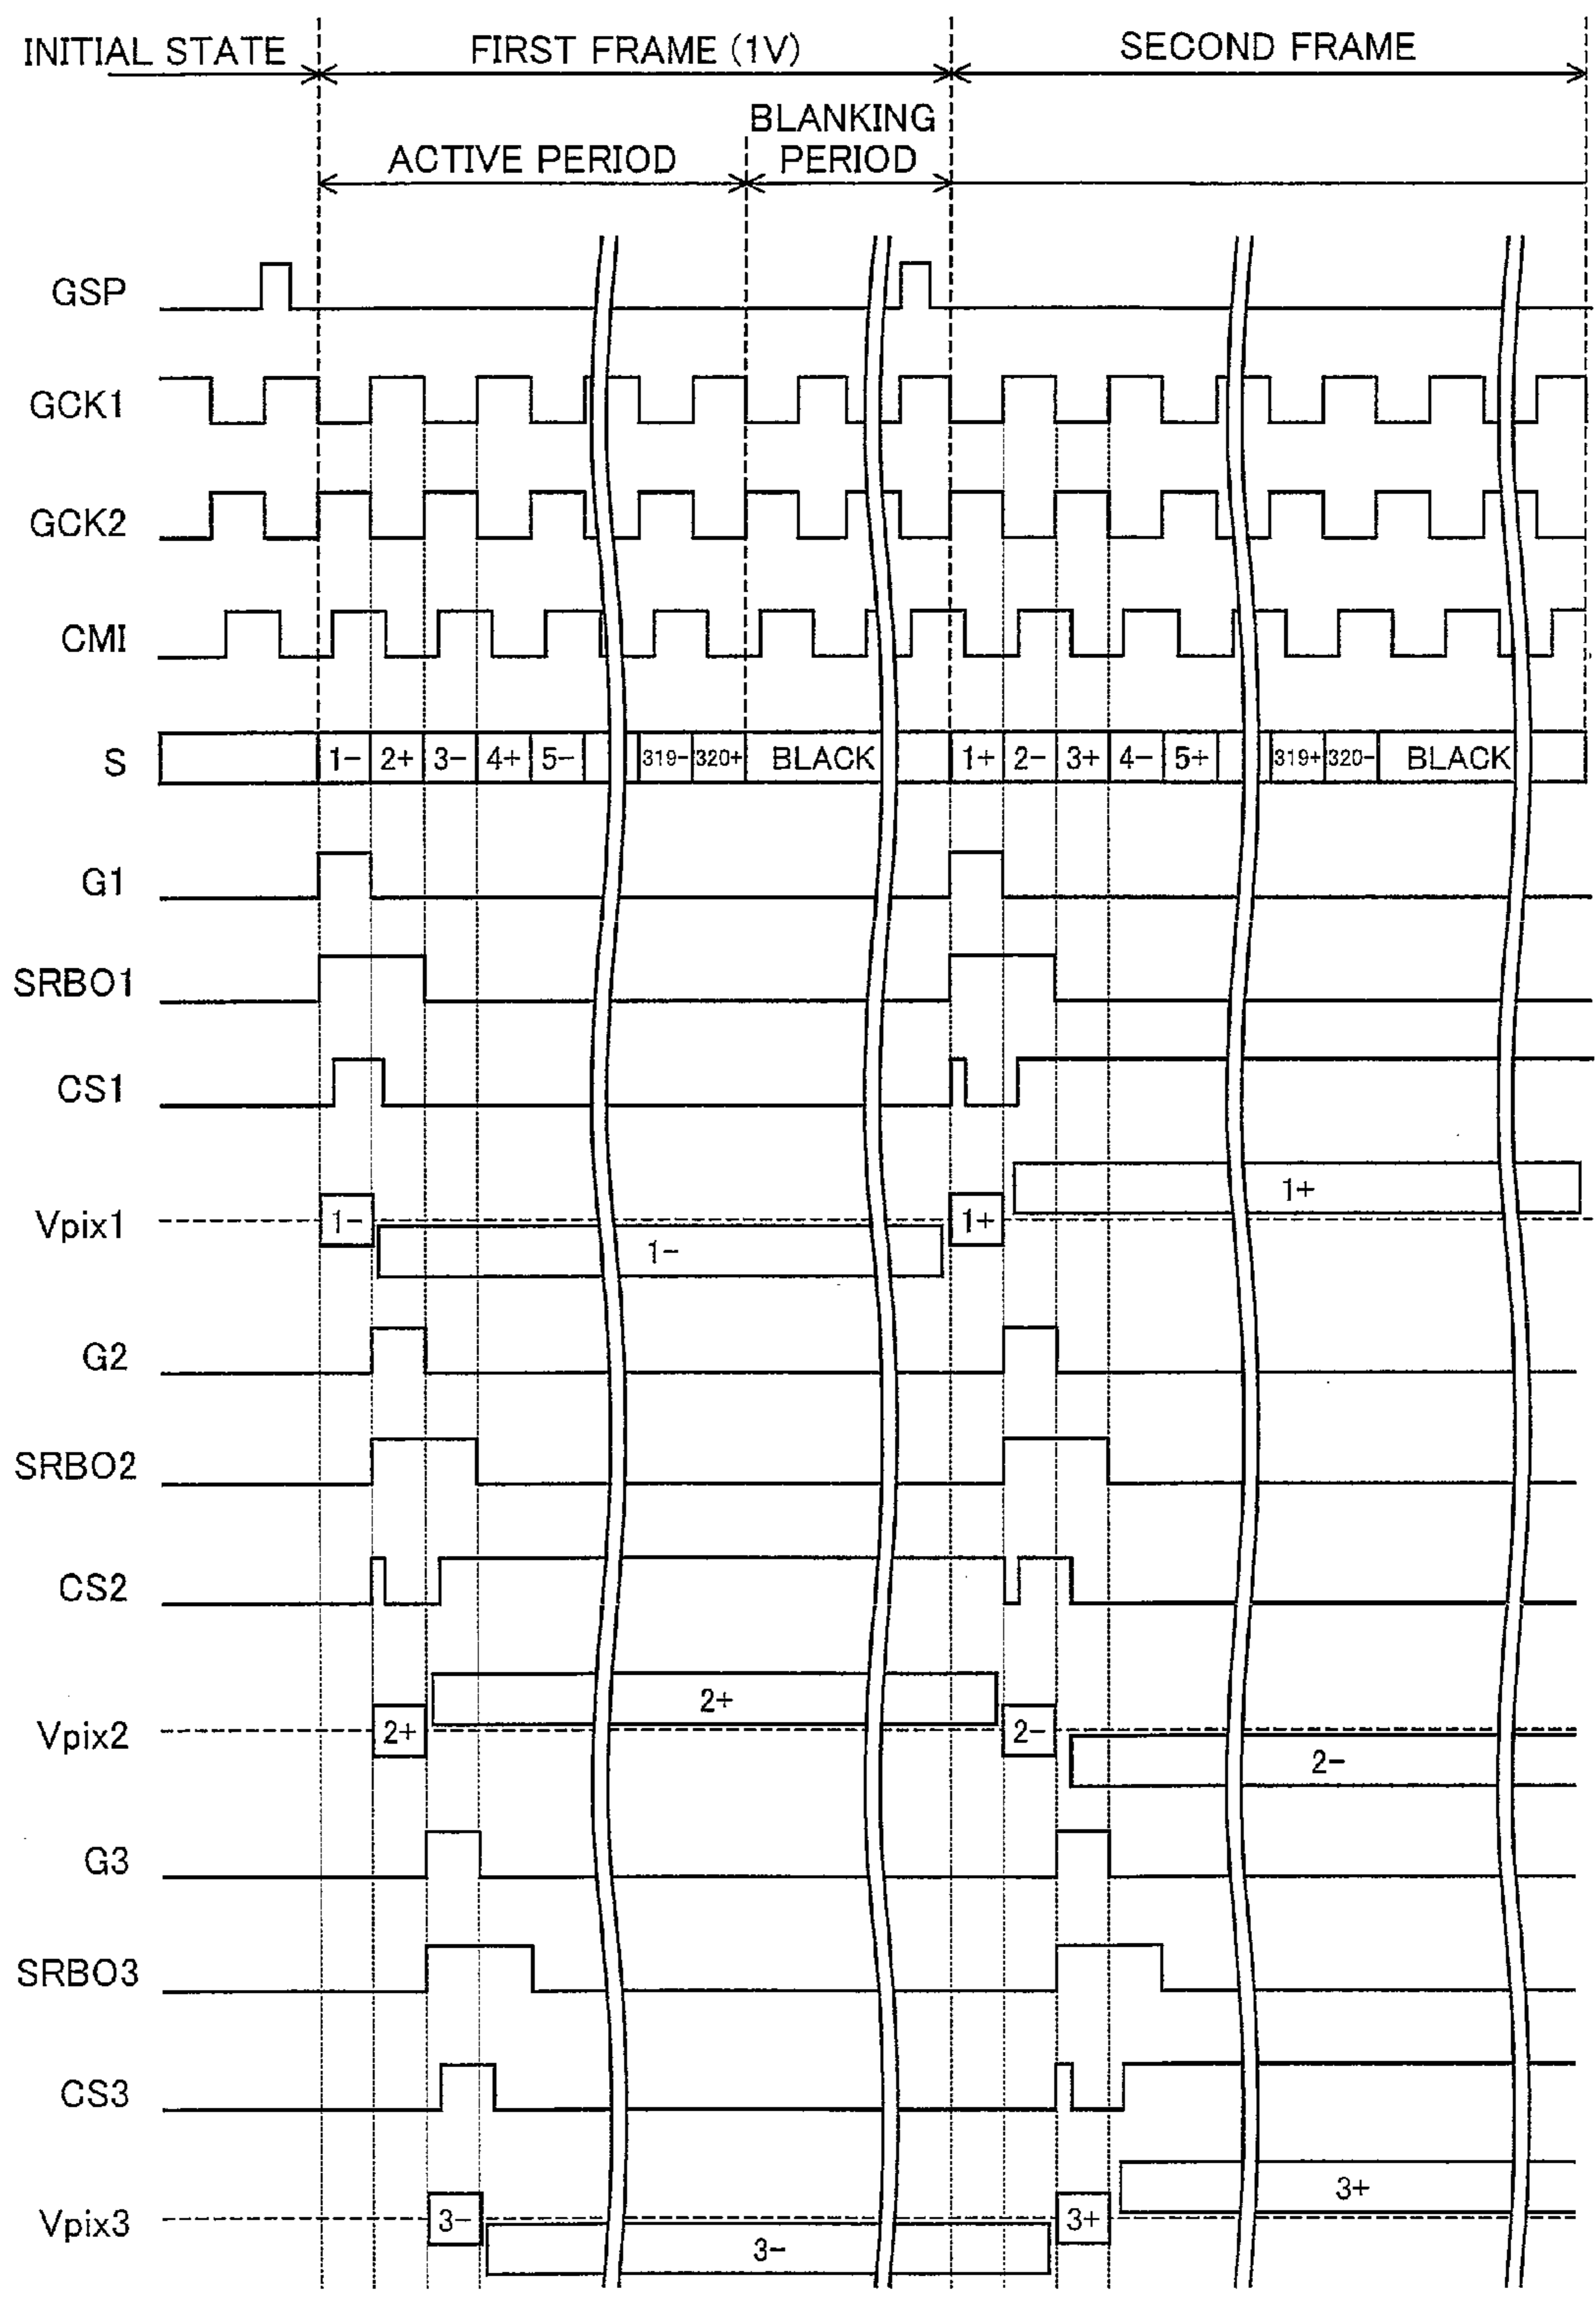 INITIAL STATE FIRST FRAME (1V) SECOND FRAME
ACTIVE PERIOD BLANKING PERIOD
GSP
GCK1
GCK2
CMI
S 1- 2+ 3- 4+ 5- 319- 320+ BLACK 1+ 2- 3+ 4- 5+ 319+ 320- BLACK
G1
SRBO1
CS1
Vpix1 1- 1- 1+ 1+
G2
SRBO2
CS2
Vpix2 2+ 2+ 2- 2-
G3
SRBO3
CS3
Vpix3 3- 3- 3+ 3+